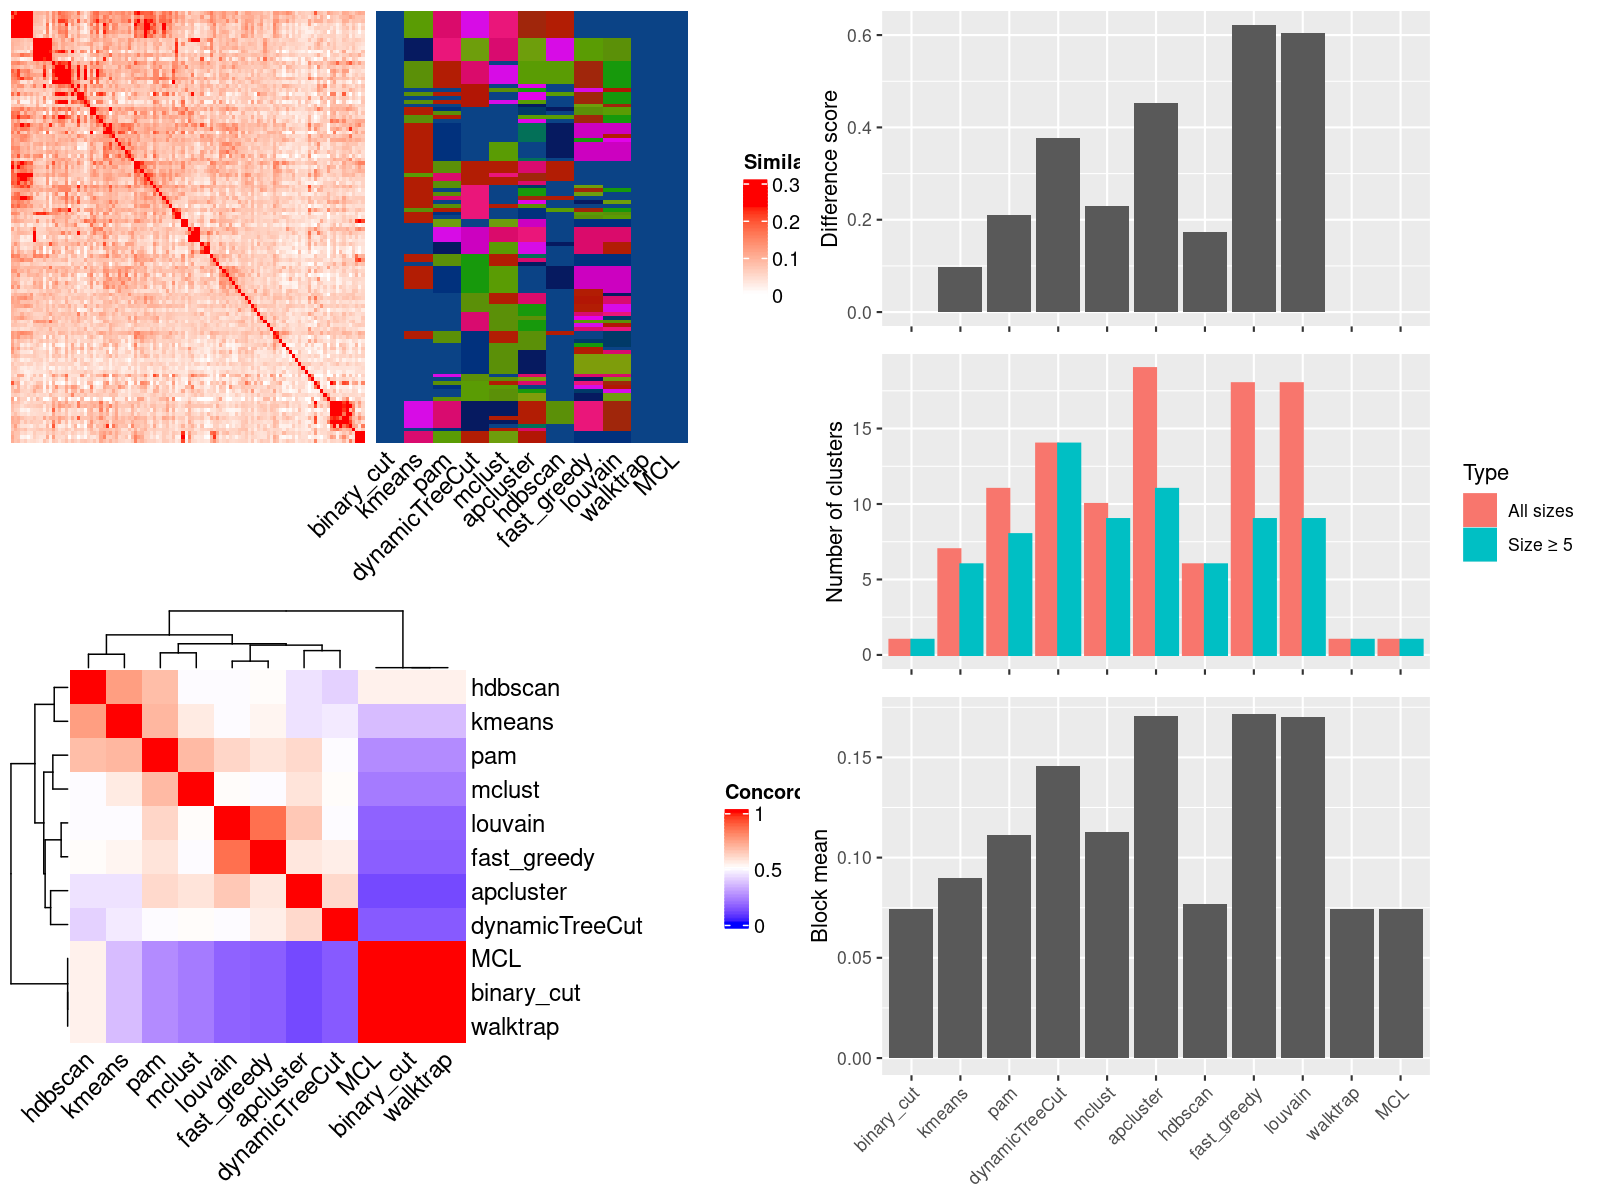 Simila
0.3
0.2
0.1
0
binary_cut
kmeans
pam
dynamicTreeCut
mclust
apcluster
hdbscan
fast_greedy
louvain
walktrap
MCL
hdbscan
kmeans
pam
mclust
louvain
fast_greedy
apcluster
dynamicTreeCut
MCL
binary_cut
walktrap
hdbscan
kmeans
pam
mclust
louvain
fast_greedy
apcluster
dynamicTreeCut
MCL
binary_cut
walktrap
Concord
1
0.5
0
Difference score
0.6
0.4
0.2
0.0
Number of clusters
15
10
5
0
Type
All sizes
Size ≥ 5
Block mean
0.15
0.10
0.05
0.00
binary_cut
kmeans
pam
dynamicTreeCut
mclust
apcluster
hdbscan
fast_greedy
louvain
walktrap
MCL